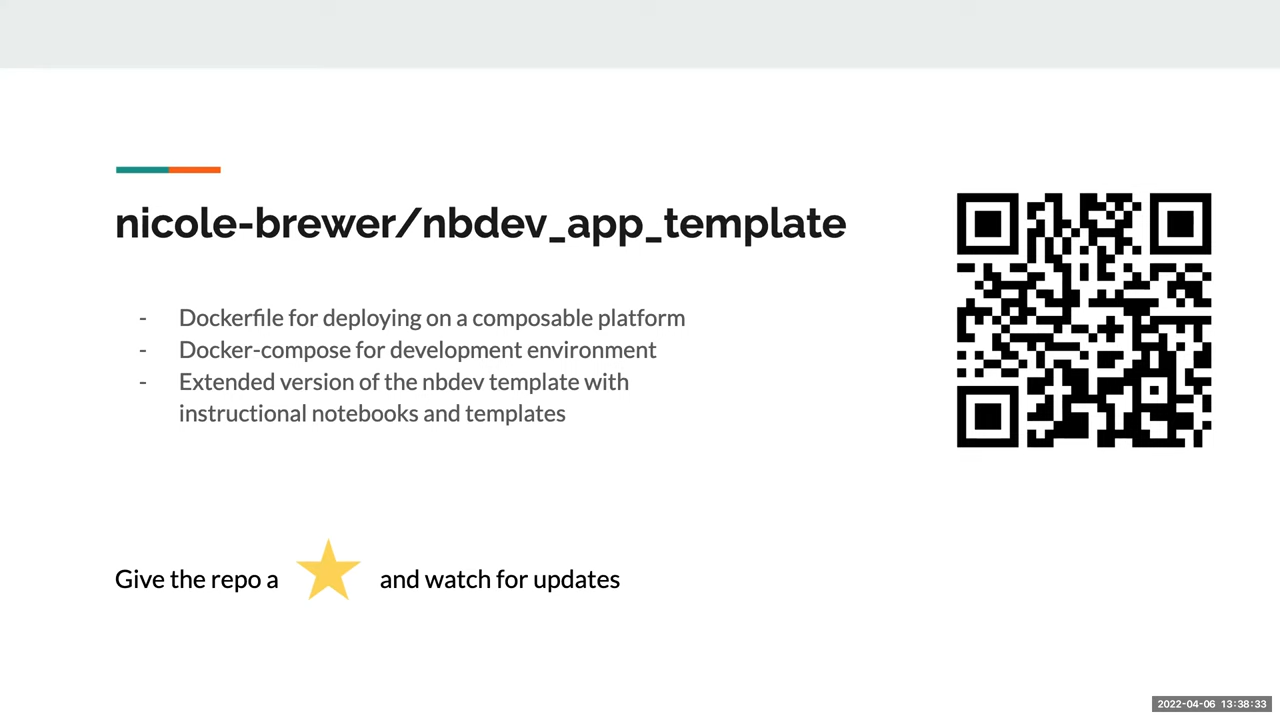 nicole-brewer/nbdev_app_template
- Dockerfile for deploying on a composable platform
- Docker-compose for development environment
- Extended version of the nbdev template with
instructional notebooks and templates
Give the repo a and watch for updates
2022-04-06 13:38:33